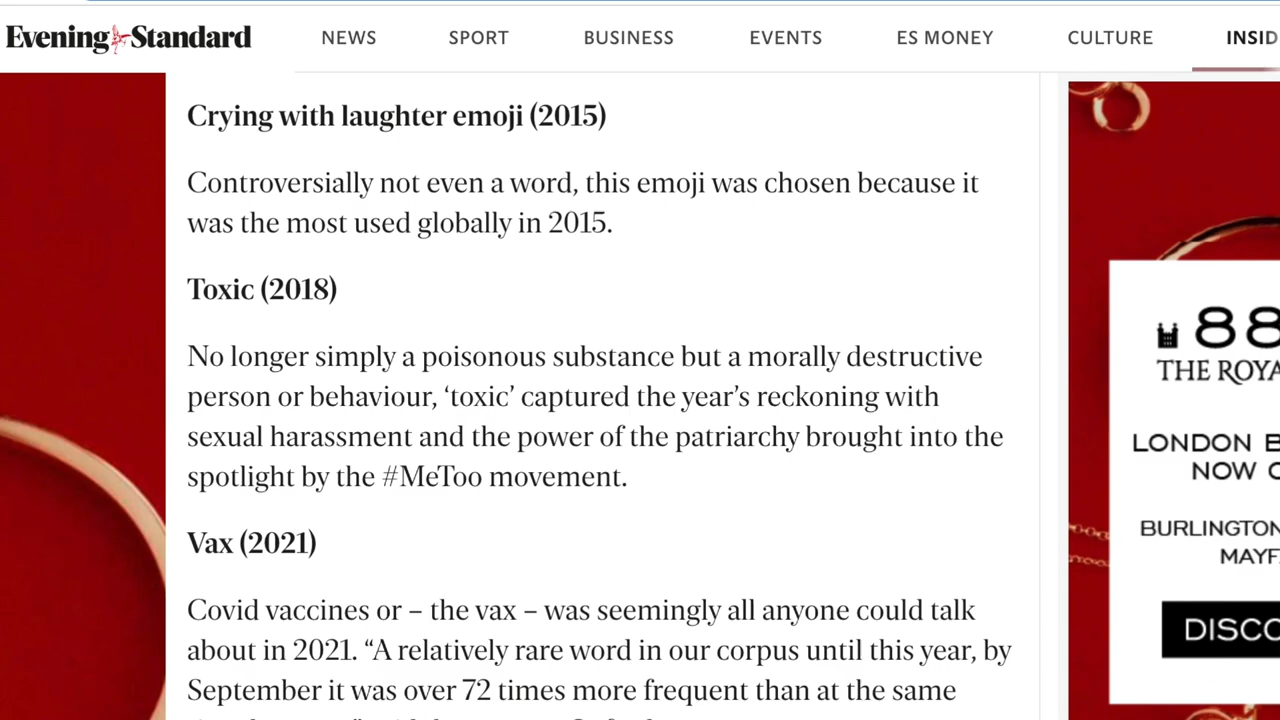 Evening Standard
NEWS SPORT BUSINESS EVENTS ES MONEY CULTURE INSID
Crying with laughter emoji (2015)
Controversially not even a word, this emoji was chosen because it
was the most used globally in 2015.
Toxic (2018)
No longer simply a poisonous substance but a morally destructive
person or behaviour, ‘toxic’ captured the year’s reckoning with
sexual harassment and the power of the patriarchy brought into the
spotlight by the #MeToo movement.
Vax (2021)
Covid vaccines or – the vax – was seemingly all anyone could talk
about in 2021. “A relatively rare word in our corpus until this year, by
September it was over 72 times more frequent than at the same
88
THE ROYA
LONDON B
NOW
BURLINGTON
MAYF
DISCO